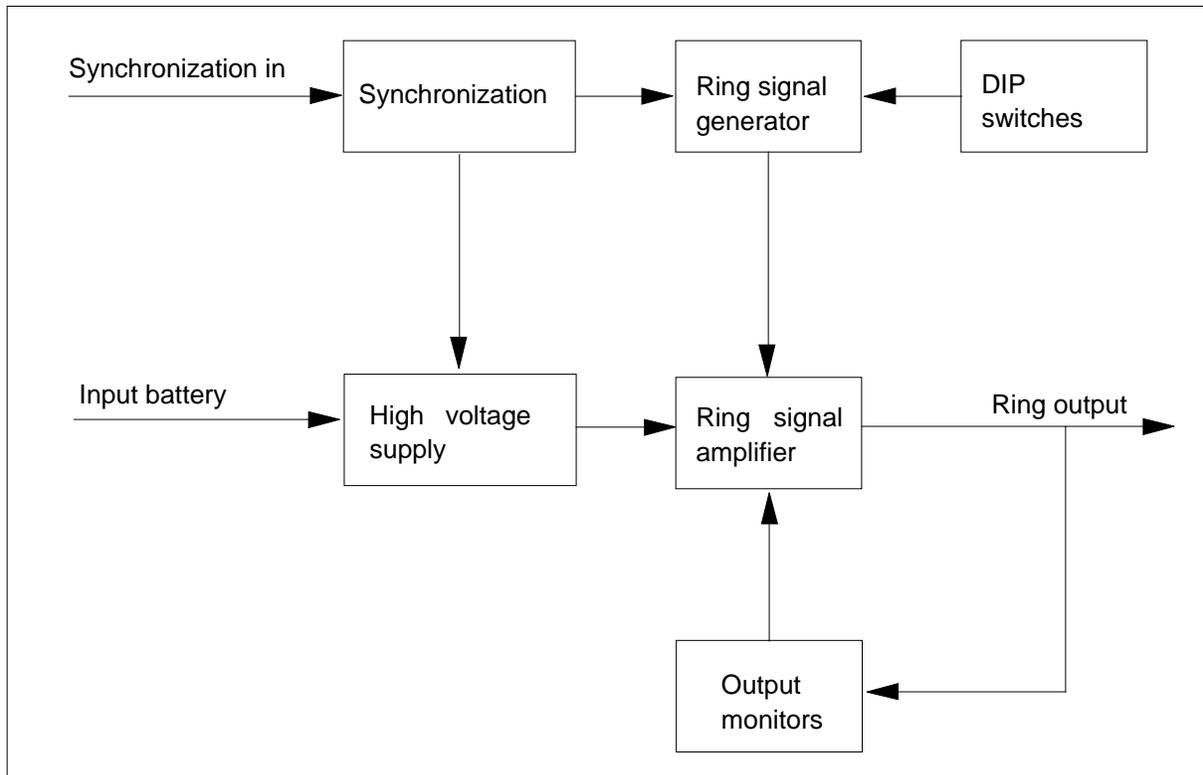 Synchronization in
Synchronization
Ring signal
generator
DIP
switches
Input battery
High voltage
supply
Ring signal
amplifier
Ring output
Output
monitors